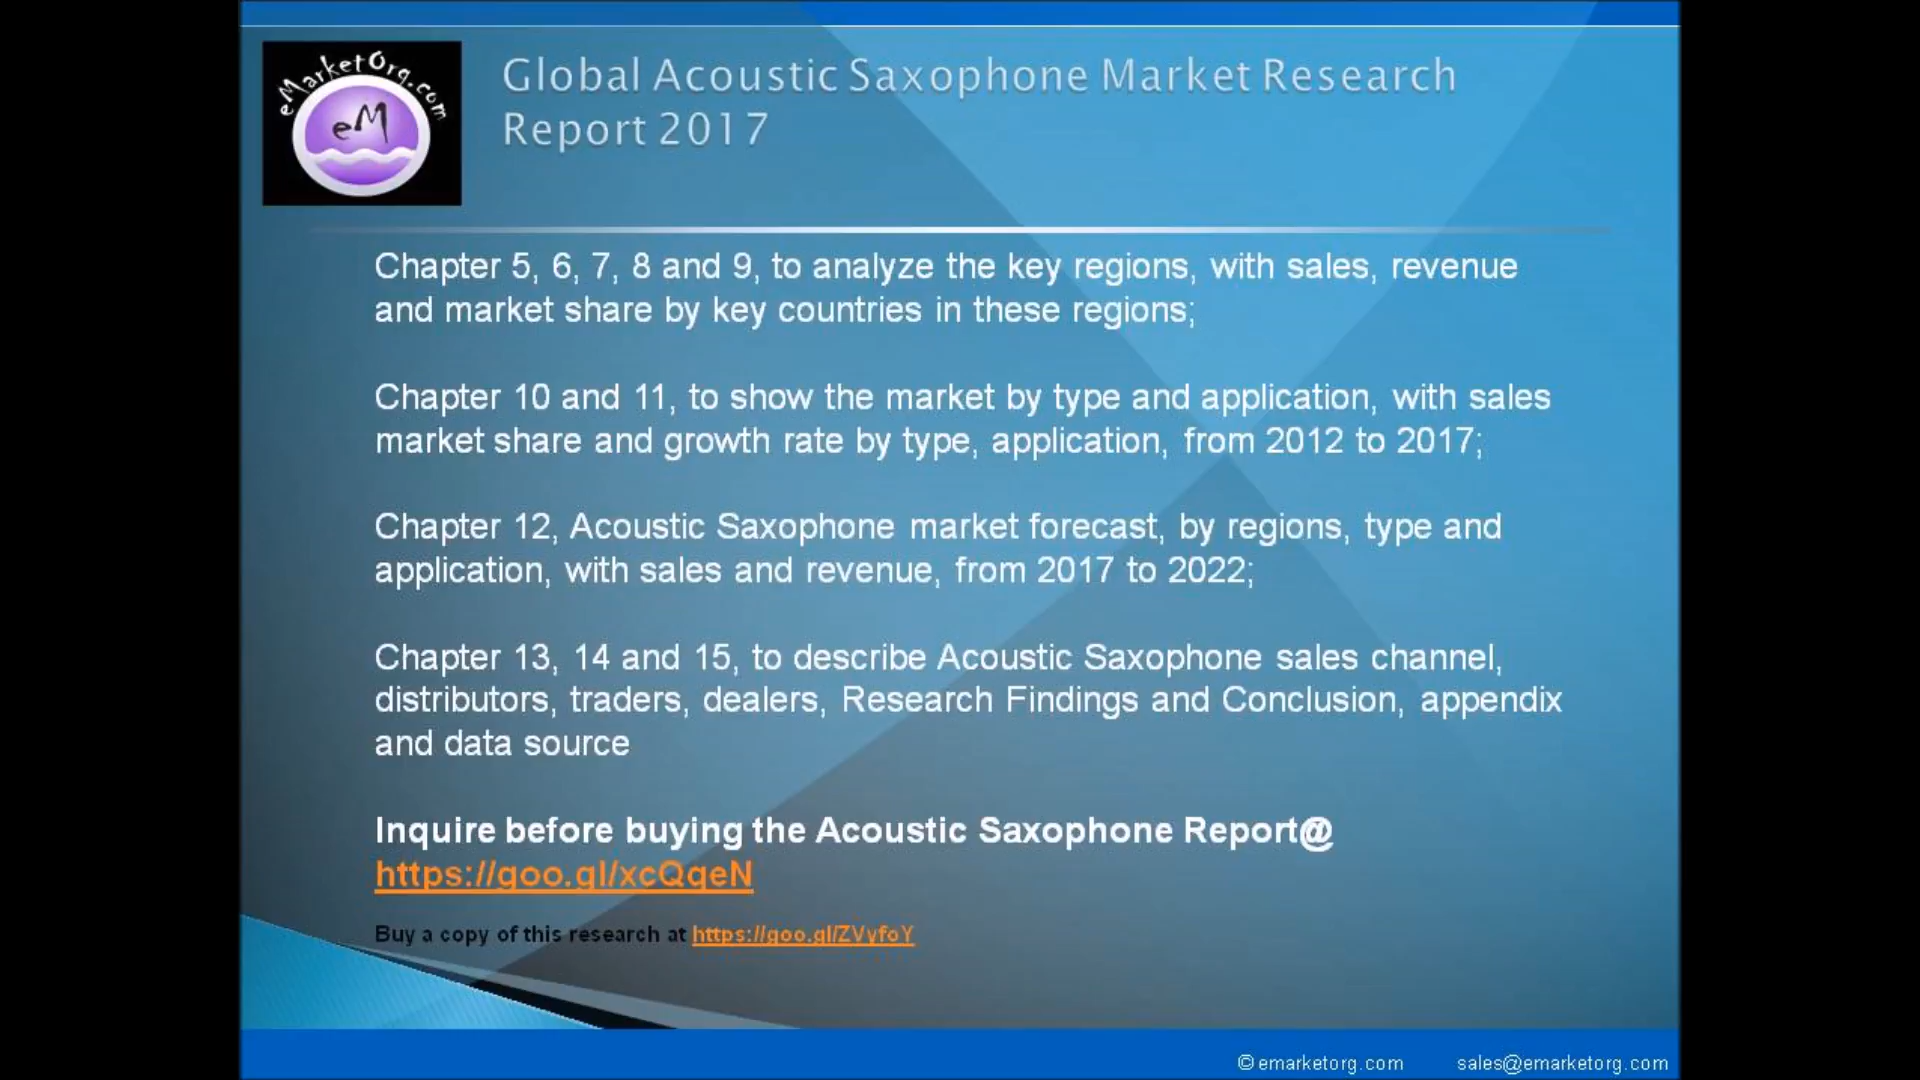 eMarketOrg.com
eM
Global Acoustic Saxophone Market Research
Report 2017
Chapter 5, 6, 7, 8 and 9, to analyze the key regions, with sales, revenue
and market share by key countries in these regions;
Chapter 10 and 11, to show the market by type and application, with sales
market share and growth rate by type, application, from 2012 to 2017;
Chapter 12, Acoustic Saxophone market forecast, by regions, type and
application, with sales and revenue, from 2017 to 2022;
Chapter 13, 14 and 15, to describe Acoustic Saxophone sales channel,
distributors, traders, dealers, Research Findings and Conclusion, appendix
and data source
Inquire before buying the Acoustic Saxophone Report@
https://goo.gl/xcQqeN
Buy a copy of this research at https://goo.gl/ZVyfoY
© emarketorg.com sales@emarketorg.com